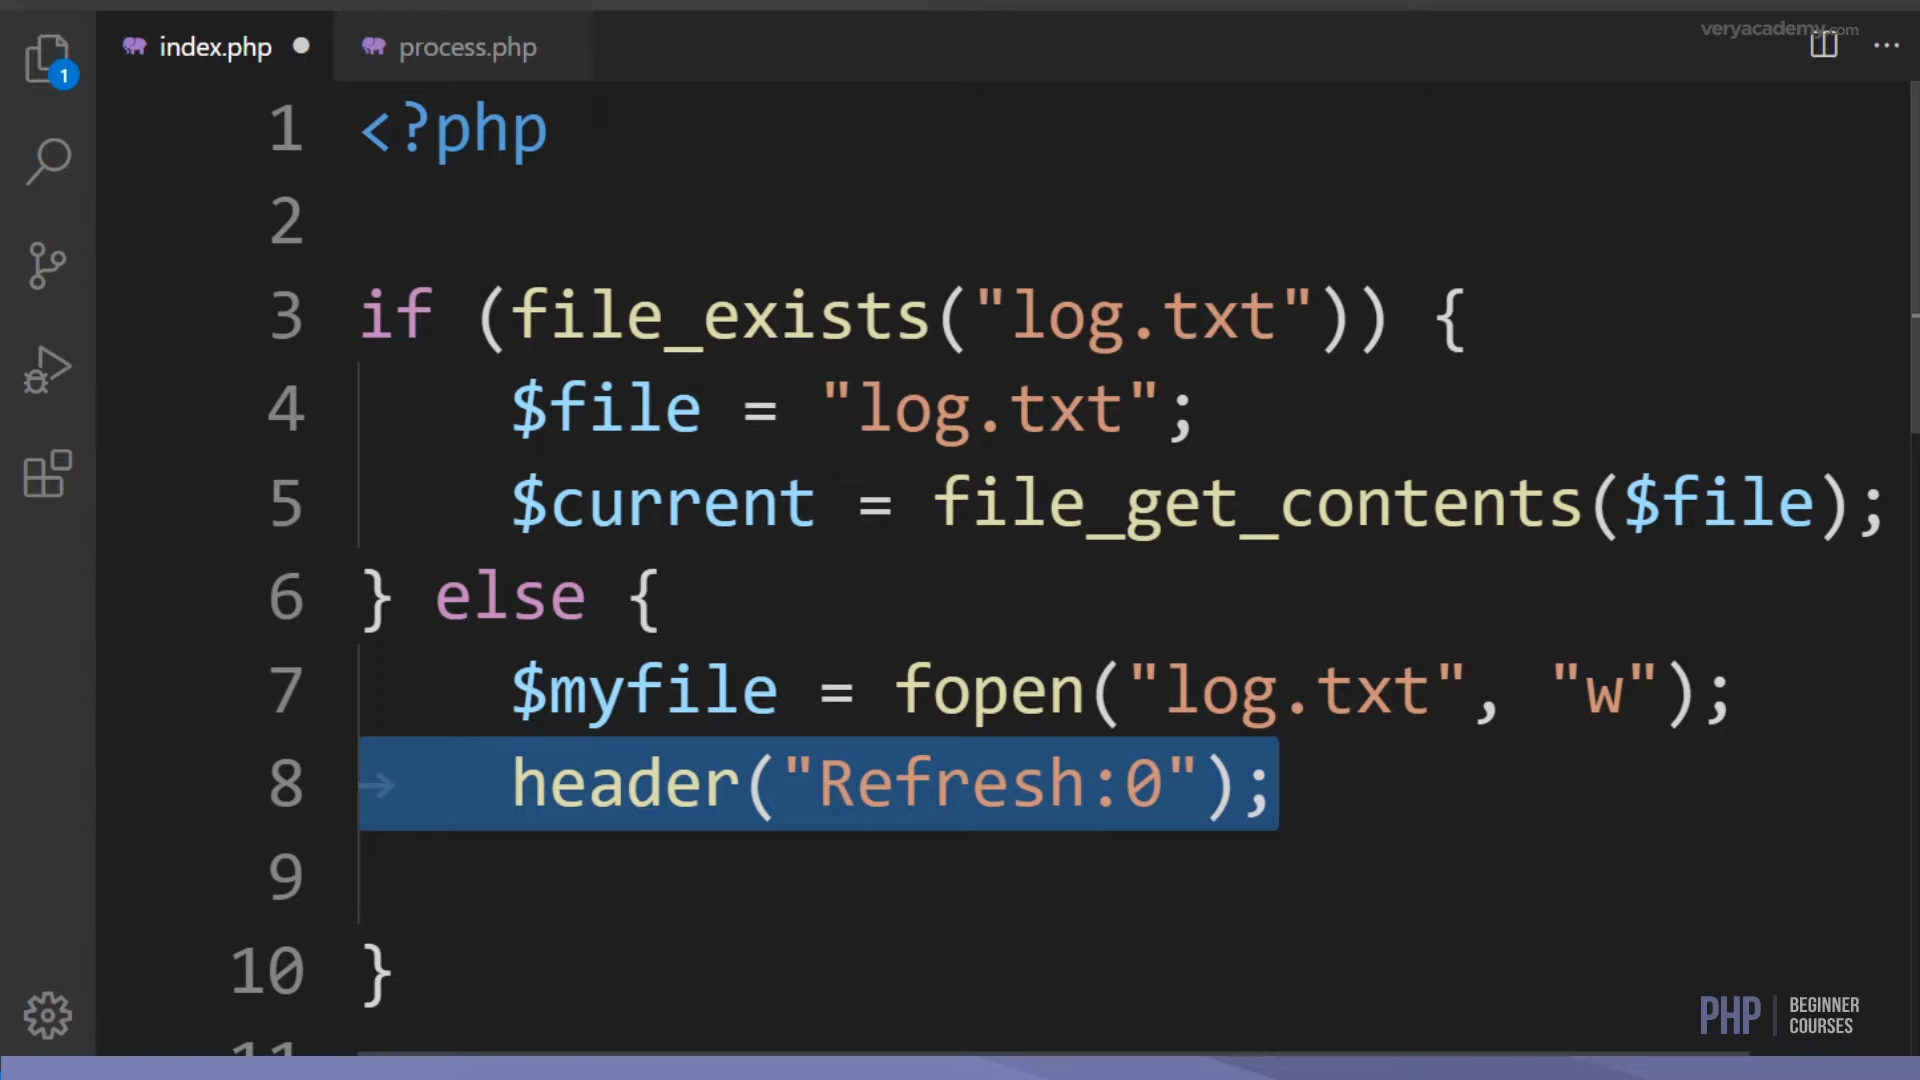 index.php
process.php
veryacademy.com
1
1 <?php
2
3 if (file_exists("log.txt")) {
4     $file = "log.txt";
5     $current = file_get_contents($file);
6 } else {
7     $myfile = fopen("log.txt", "w");
8     header("Refresh:0");
9
10 }
11
PHP
BEGINNER
COURSES